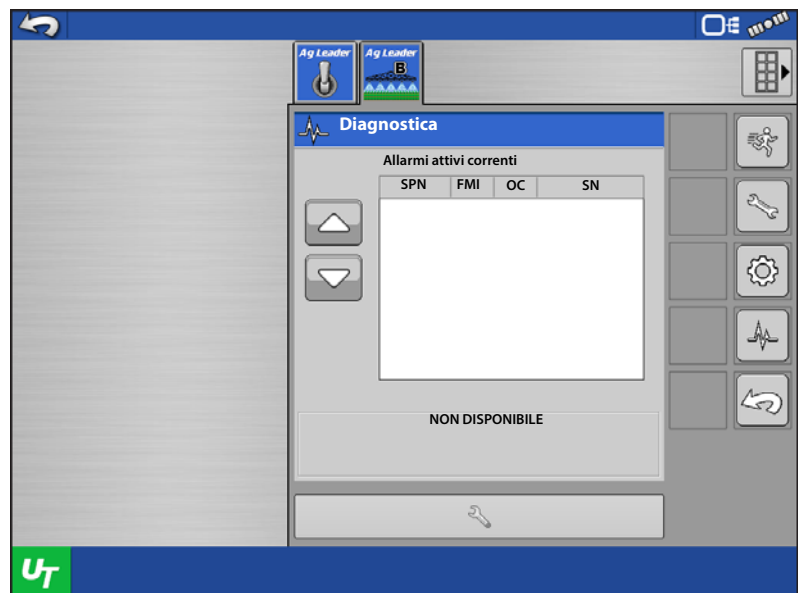 Ag Leader Ag Leader
B
Diagnostica
Allarmi attivi correnti
SPN FMI OC SN
NON DISPONIBILE
UT